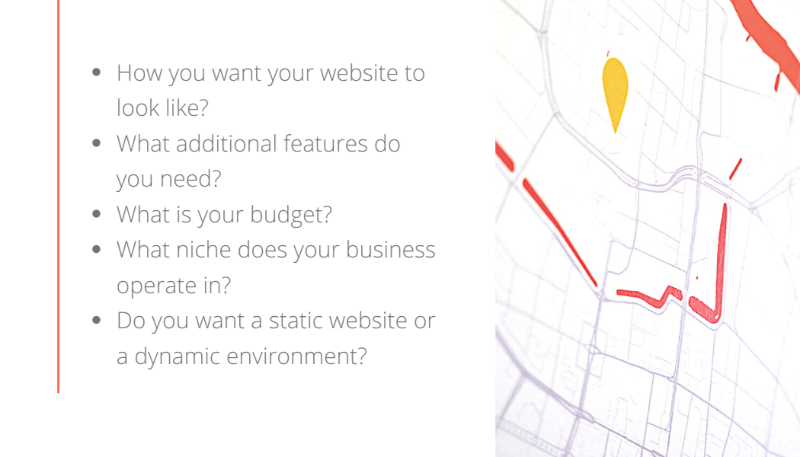 How you want your website to
look like?
What additional features do
you need?
What is your budget?
What niche does your business
operate in?
Do you want a static website or
a dynamic environment?